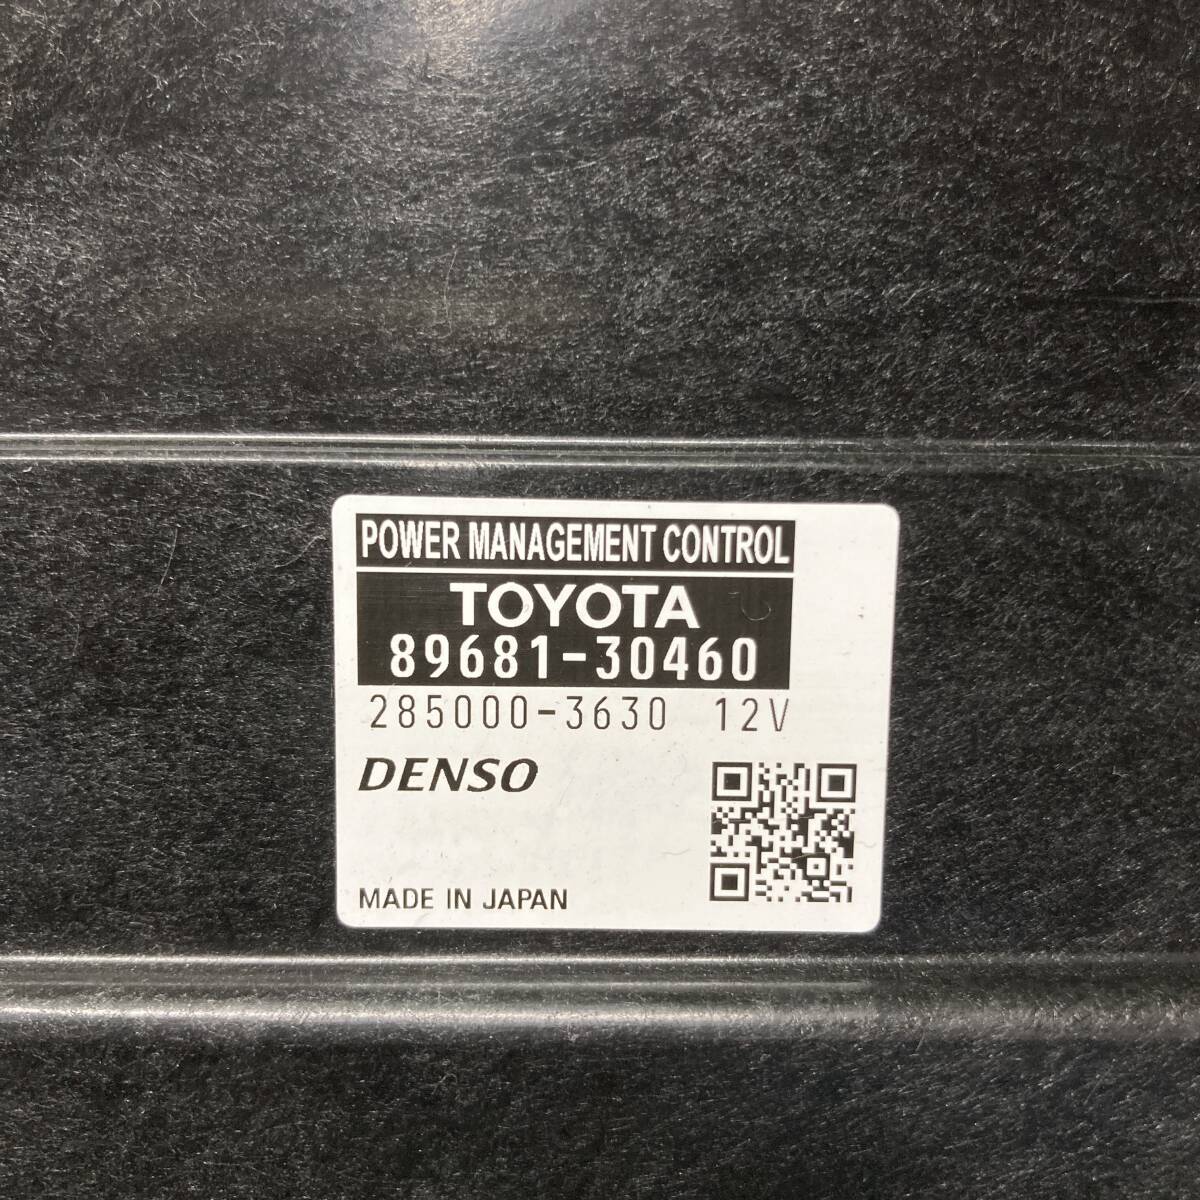 POWER MANAGEMENT CONTROL
TOYOTA
89681-30460
285000-3630 12V
DENSO
MADE IN JAPAN